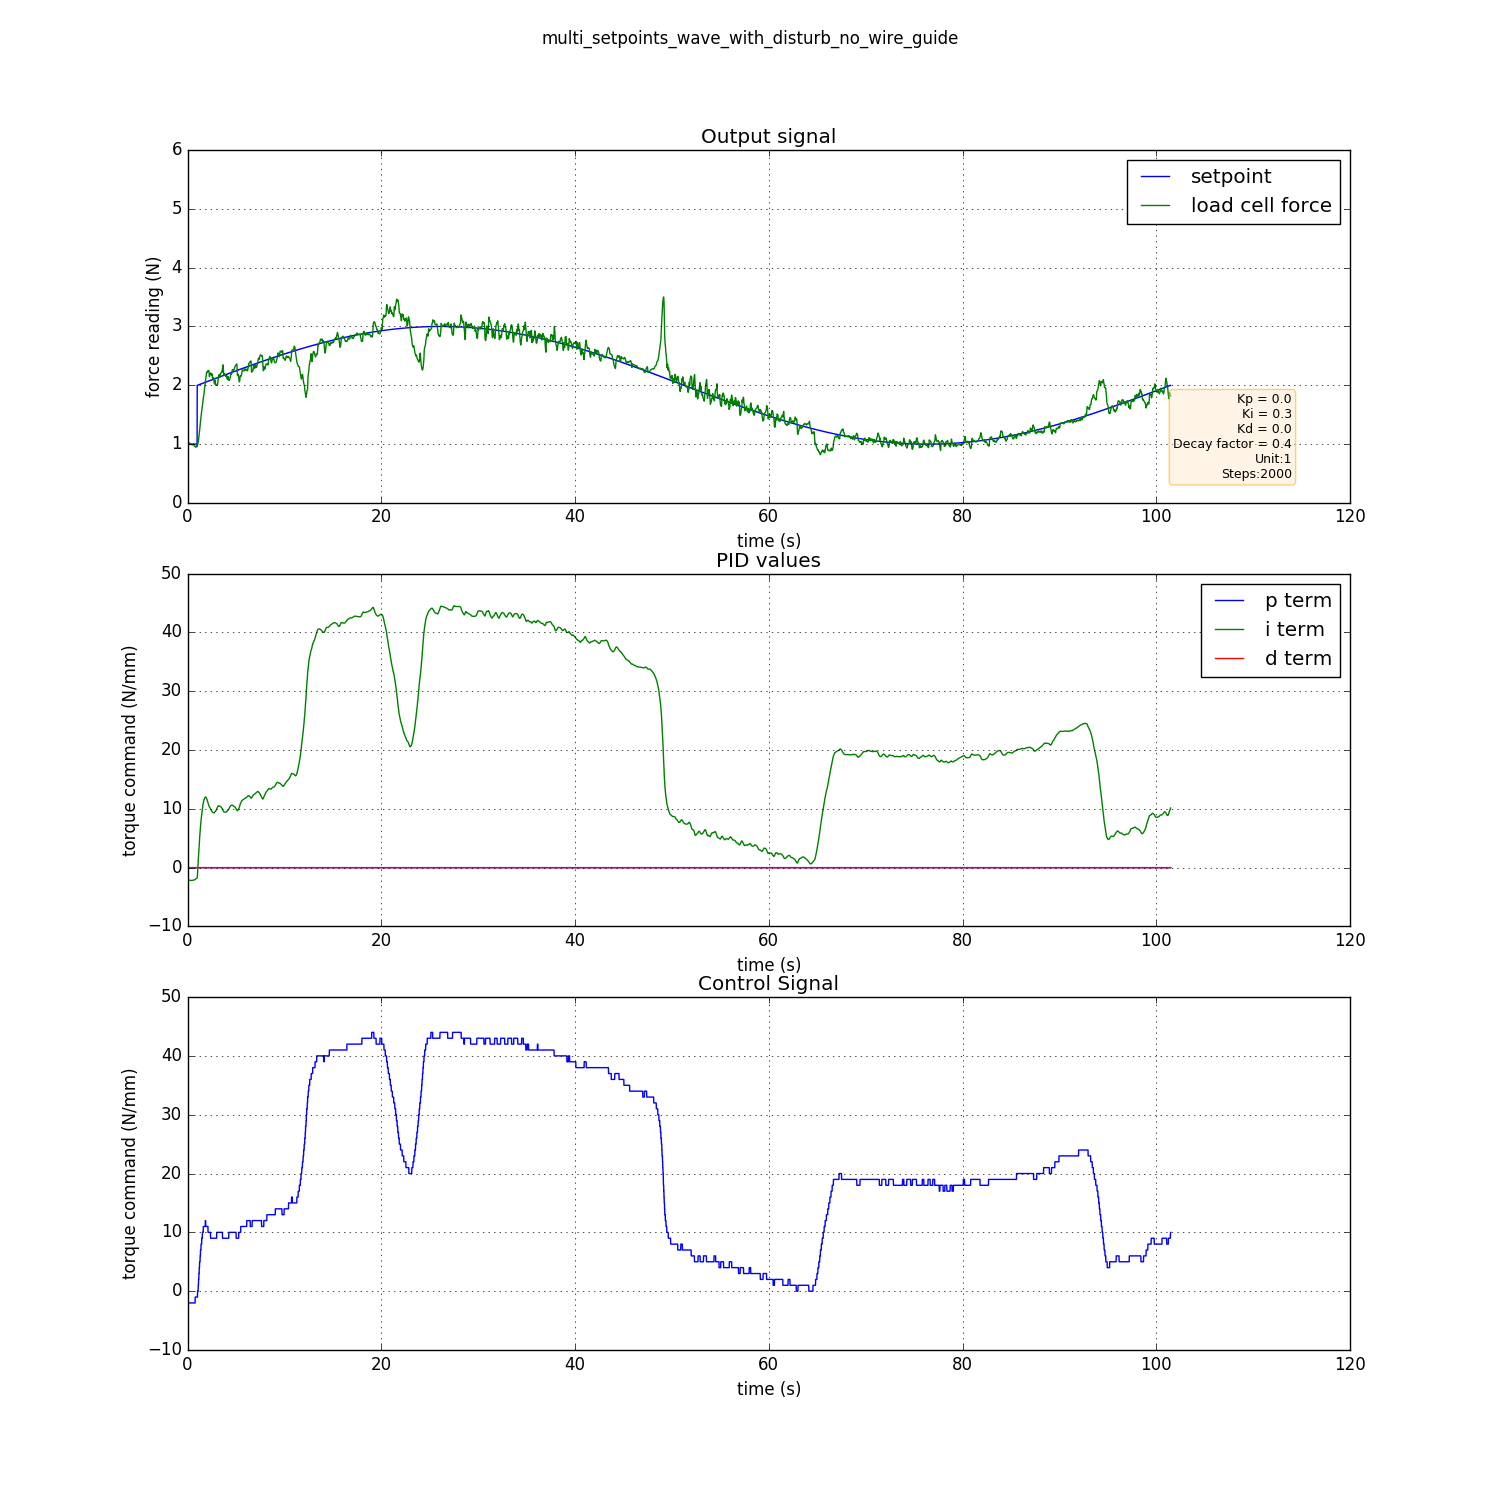 multi_setpoints_wave_with_disturb_no_wire_guide
Output signal
6
5
4
3
2
1
0
force reading (N)
setpoint
load cell force
Kp = 0.0
Ki = 0.3
Kd = 0.0
Decay factor = 0.4
Unit:1
Steps:2000
0 20 40 60 80 100 120
time (s)
PID values
50
40
30
20
10
0
−10
torque command (N/mm)
p term
i term
d term
0 20 40 60 80 100 120
time (s)
Control Signal
50
40
30
20
10
0
−10
torque command (N/mm)
0 20 40 60 80 100 120
time (s)